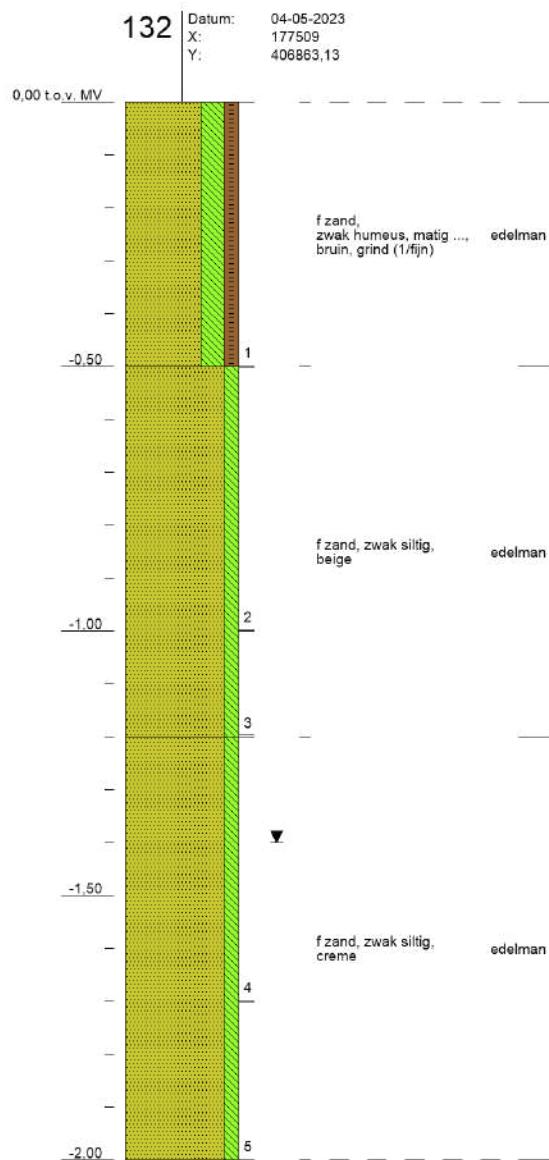 132
Datum: 04-05-2023
X: 177509
Y: 406863,13
0,00 t.o.v. MV
f zand,
zwak humeus, matig ..., edelman
bruin, grind (1/fijn)
-0.50
1
f zand, zwak siltig, edelman
beige
-1,00
2
3
-1,50
f zand, zwak siltig, edelman
creme
4
-2.00
5